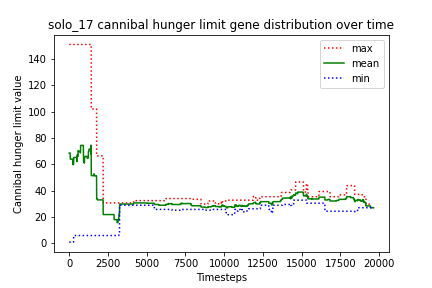 solo_17 cannibal hunger limit gene distribution over time
max
mean
min
Cannibal hunger limit value
140
120
100
80
60
40
20
0
0 2500 5000 7500 10000 12500 15000 17500 20000
Timesteps